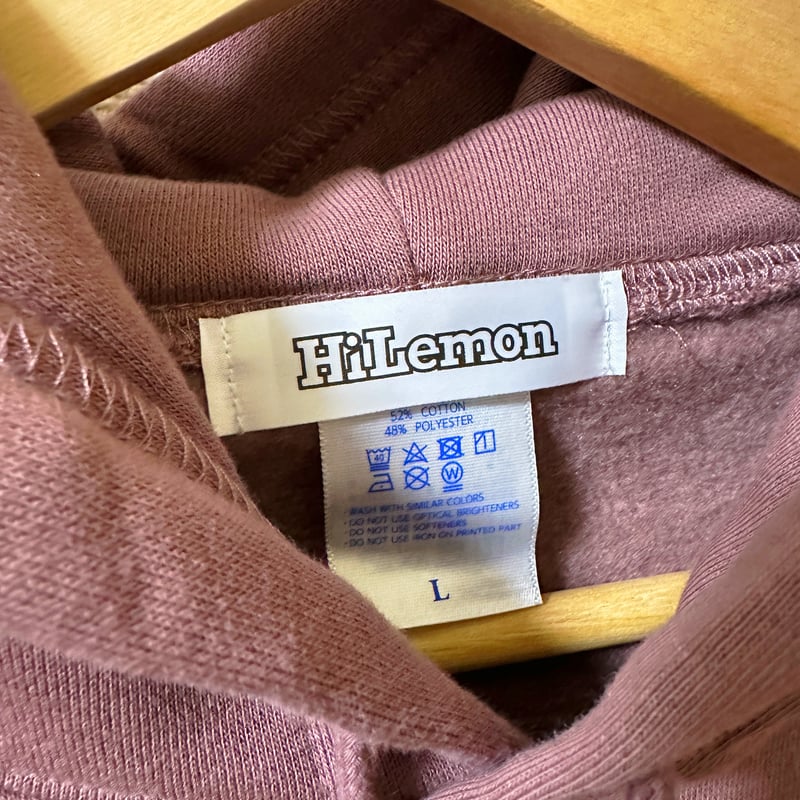 HiLemon
52% COTTON
48% POLYESTER
40
W
· WASH WITH SIMILAR COLORS
· DO NOT USE OPTICAL BRIGHTENERS
· DO NOT USE SOFTENERS
· DO NOT USE IRON ON PRINTED PART
L